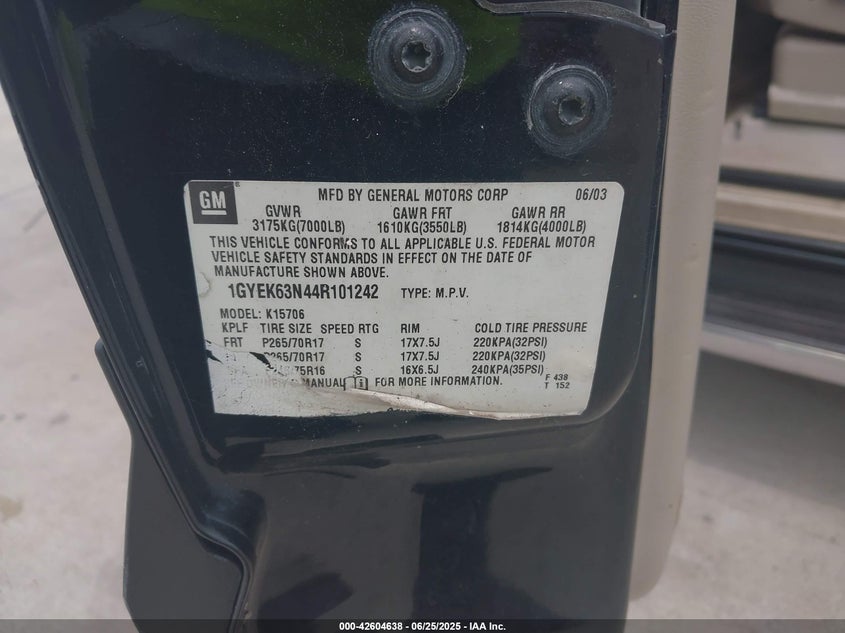 GM ® MFD BY GENERAL MOTORS CORP 06/03
GVWR GAWR FRT GAWR RR
3175KG(7000LB) 1610KG(3550LB) 1814KG(4000LB)
THIS VEHICLE CONFORMS TO ALL APPLICABLE U.S. FEDERAL MOTOR
VEHICLE SAFETY STANDARDS IN EFFECT ON THE DATE OF
MANUFACTURE SHOWN ABOVE.
1GYEK63N44R101242 TYPE: M.P.V.
MODEL: K15706
KPLF TIRE SIZE SPEED RTG RIM COLD TIRE PRESSURE
FRT P265/70R17 S 17X7.5J 220KPA(32PSI)
265/70R17 S 17X7.5J 220KPA(32PSI)
75R16 S 16X6.5J 240KPA(35PSI)
MANUAL i FOR MORE INFORMATION.
F 438
T 152
000-42604638 - 06/25/2025 - IAA Inc.